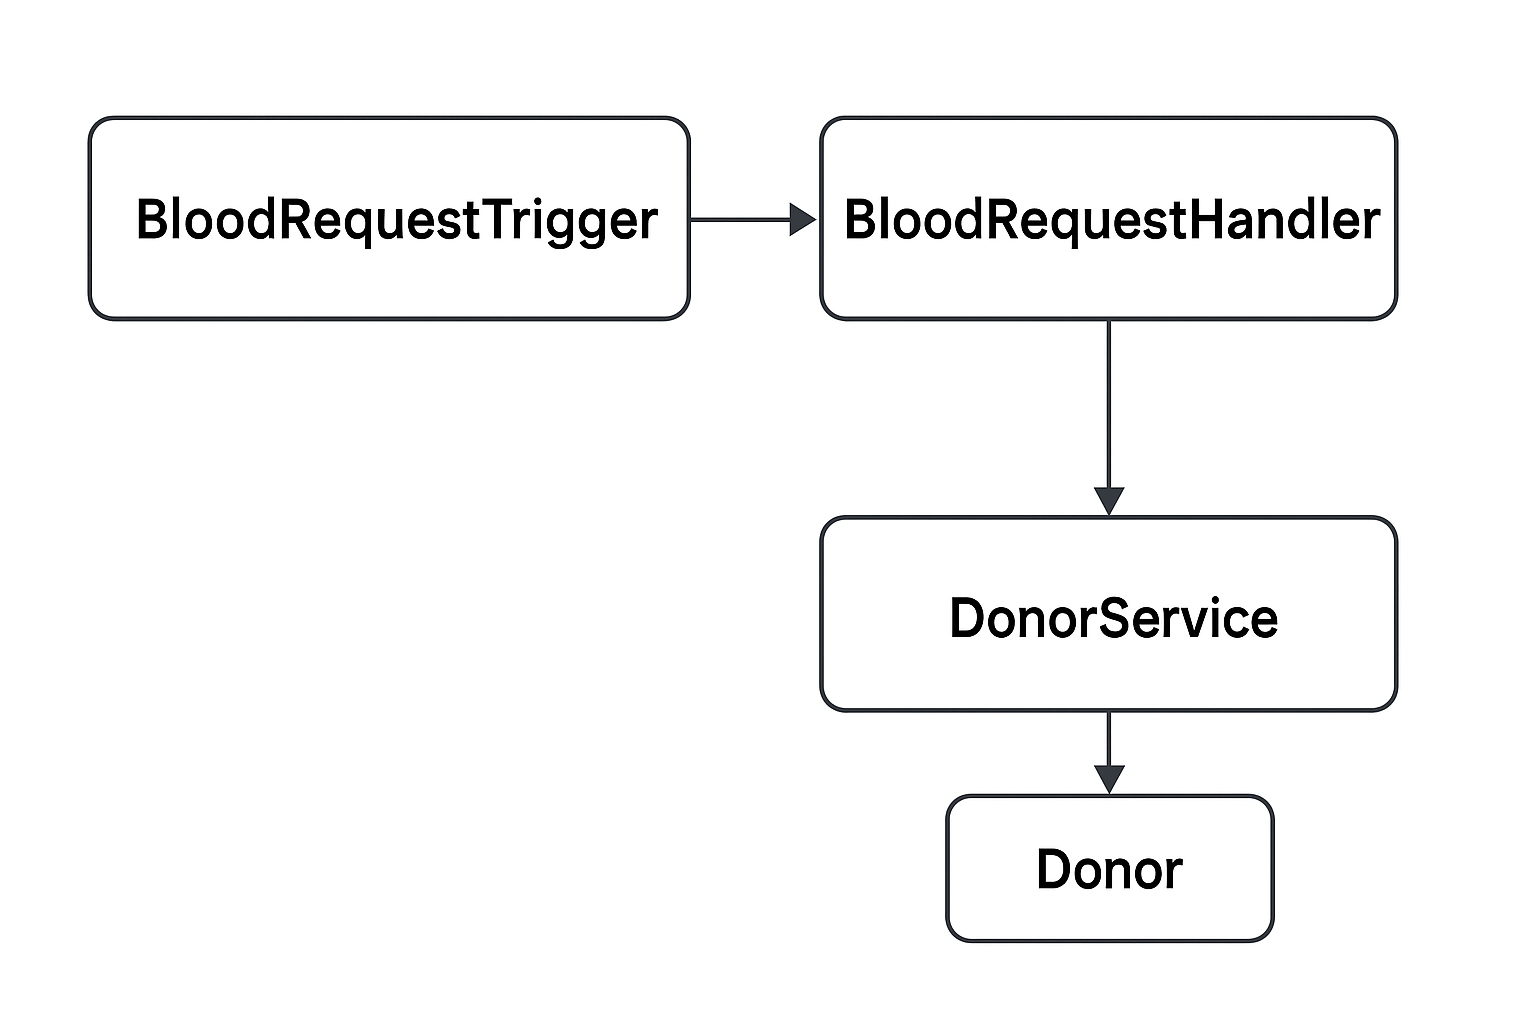 BloodRequestTrigger
BloodRequestHandler
DonorService
Donor